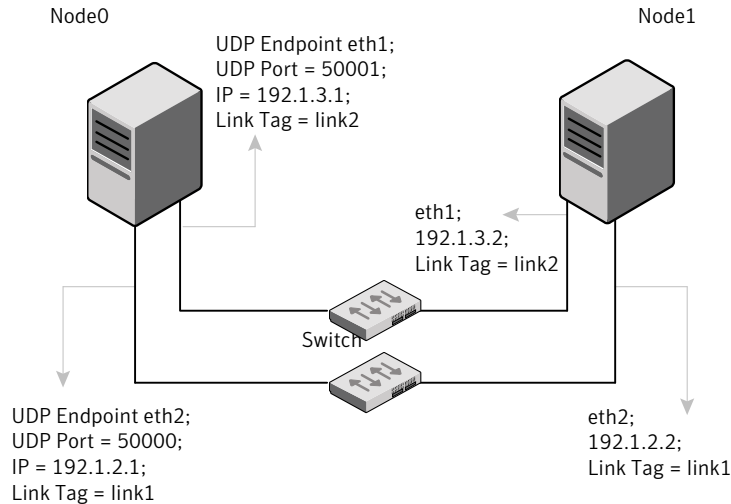 Node0
Node1
UDP Endpoint eth1;
UDP Port = 50001;
IP = 192.1.3.1;
Link Tag = link2
eth1;
192.1.3.2;
Link Tag = link2
Switch
UDP Endpoint eth2;
UDP Port = 50000;
IP = 192.1.2.1;
Link Tag = link1
eth2;
192.1.2.2;
Link Tag = link1